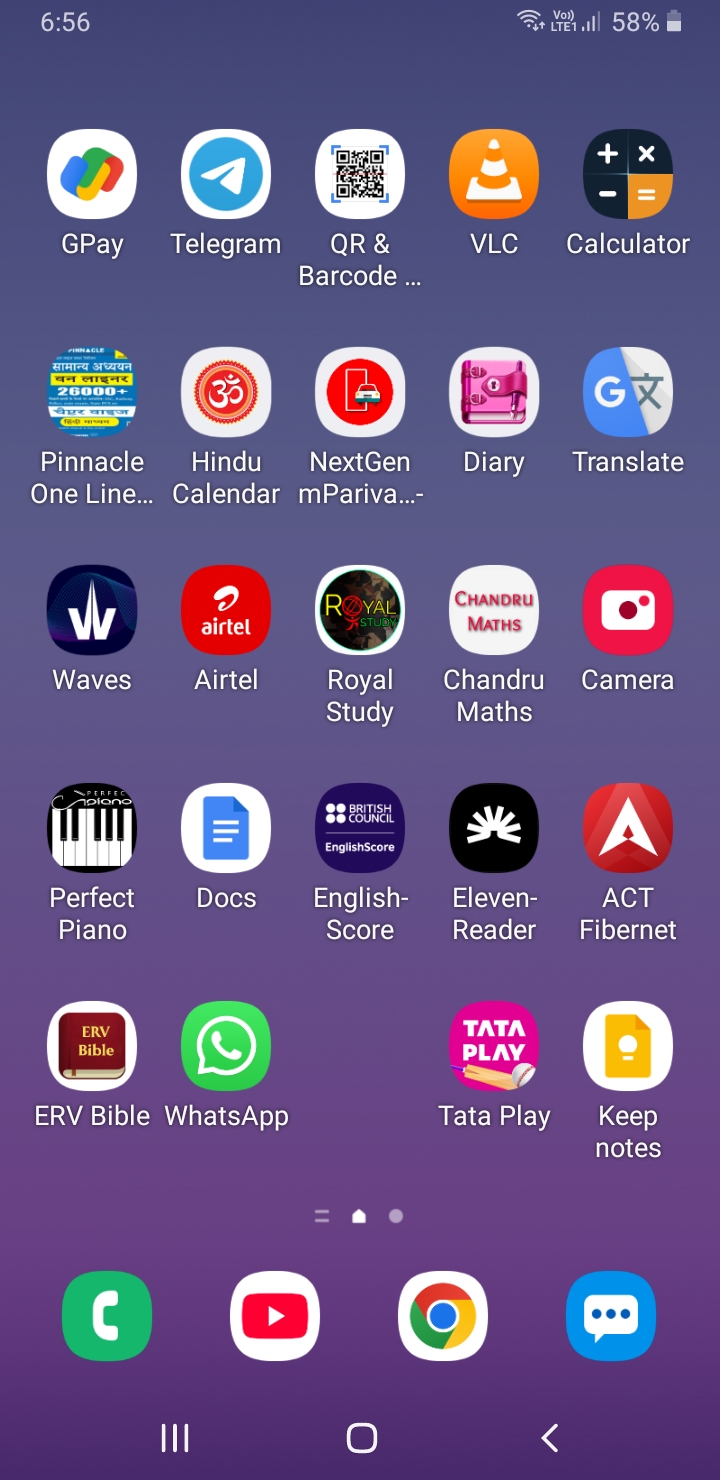 6:56
Vo))
LTE1
58%
GPay
Telegram
QR &
Barcode ...
VLC
Calculator
PINNACLE
सामान्य अध्ययन
वन लाइनर
26000+
चैप्टर वाइज
हिंदी माध्यम
Pinnacle
One Line...
ॐ
Hindu
Calendar
NextGen
mPariva...-
Diary
G 文
Translate
W
Waves
airtel
Airtel
ROYAL
STUDY
Royal
Study
CHANDRU
MATHS
Chandru
Maths
Camera
PERFECT
piano
Perfect
Piano
Docs
BRITISH
COUNCIL
EnglishScore
English-
Score
Eleven-
Reader
ACT
Fibernet
ERV
Bible
ERV Bible
WhatsApp
TATA
PLAY
Tata Play
Keep
notes